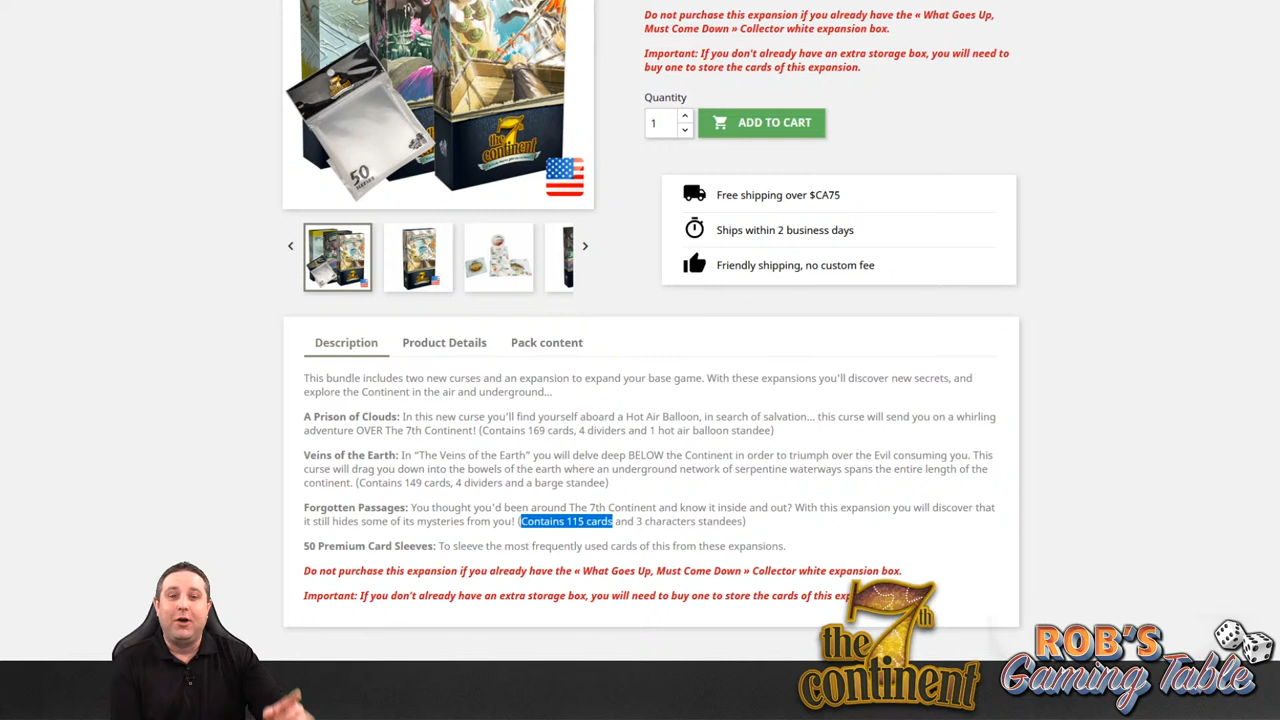 Do not purchase this expansion if you already have the « What Goes Up,
Must Come Down » Collector white expansion box.
Important: If you don't already have an extra storage box, you will need to
buy one to store the cards of this expansion.
Quantity
1
ADD TO CART
the 7th continent
50
SLEEVES
Free shipping over $CA75
Ships within 2 business days
Friendly shipping, no custom fee
Description
Product Details
Pack content
This bundle includes two new curses and an expansion to expand your base game. With these expansions you'll discover new secrets, and
explore the Continent in the air and underground...
A Prison of Clouds: In this new curse you'll find yourself aboard a Hot Air Balloon, in search of salvation... this curse will send you on a whirling
adventure OVER The 7th Continent! (Contains 169 cards, 4 dividers and 1 hot air balloon standee)
Veins of the Earth: In “The Veins of the Earth” you will delve deep BELOW the Continent in order to triumph over the Evil consuming you. This
curse will drag you down into the bowels of the earth where an underground network of serpentine waterways spans the entire length of the
continent. (Contains 149 cards, 4 dividers and a barge standee)
Forgotten Passages: You thought you'd been around The 7th Continent and know it inside and out? With this expansion you will discover that
it still hides some of its mysteries from you! (Contains 115 cards and 3 characters standees)
50 Premium Card Sleeves: To sleeve the most frequently used cards of this from these expansions.
Do not purchase this expansion if you already have the « What Goes Up, Must Come Down » Collector white expansion box.
Important: If you don't already have an extra storage box, you will need to buy one to store the cards of this exp
the 7th continent
ROB'S
Gaming Table